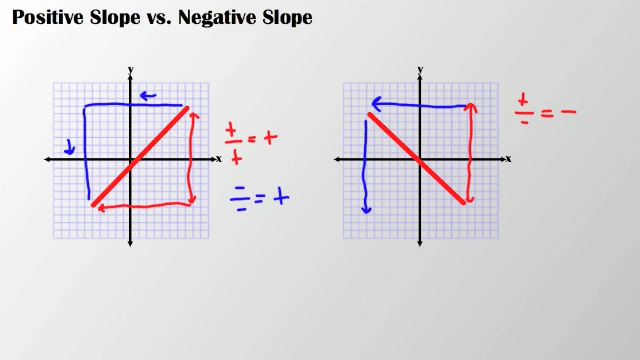 Positive Slope vs. Negative Slope
y
x
+/+ = +
-/- = +
y
x
+/- = -